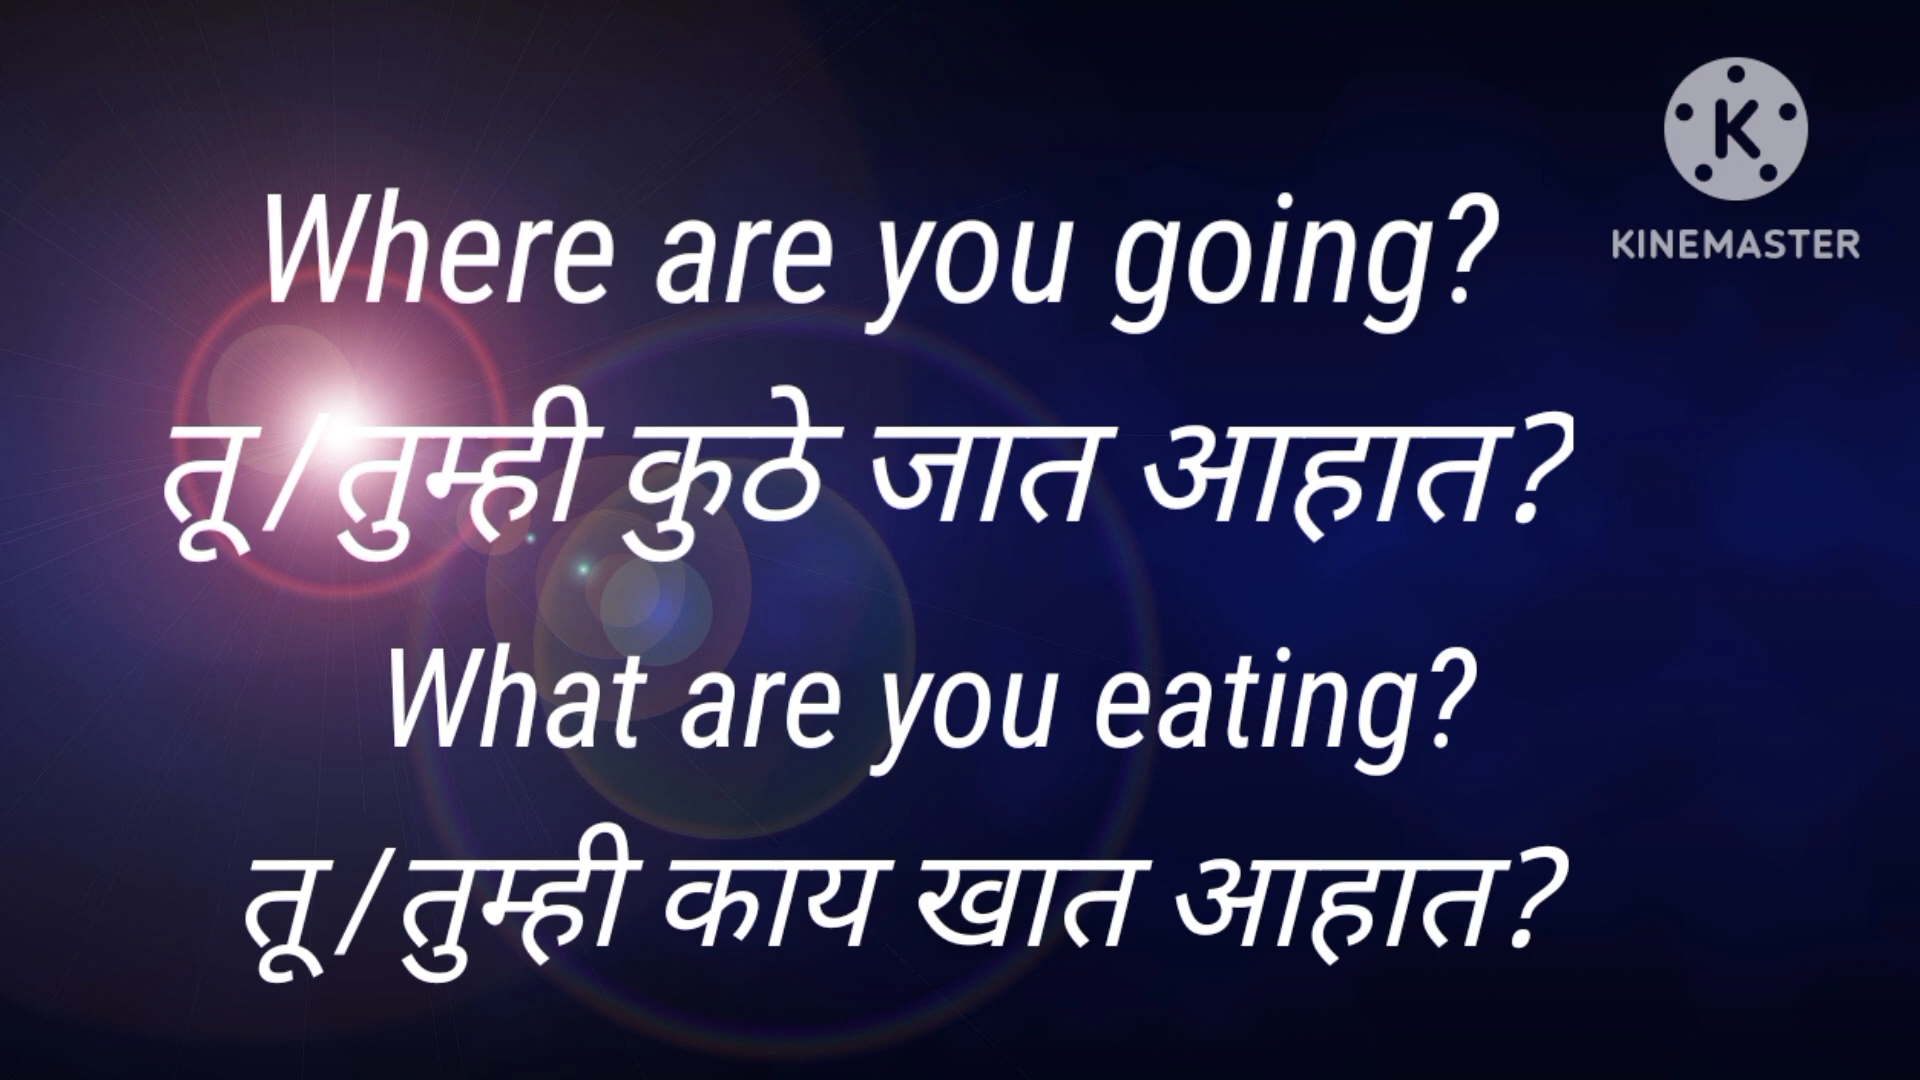 KINEMASTER
Where are you going?
तू/तुम्ही कुठे जात आहात?
What are you eating?
तू/तुम्ही काय खात आहात?